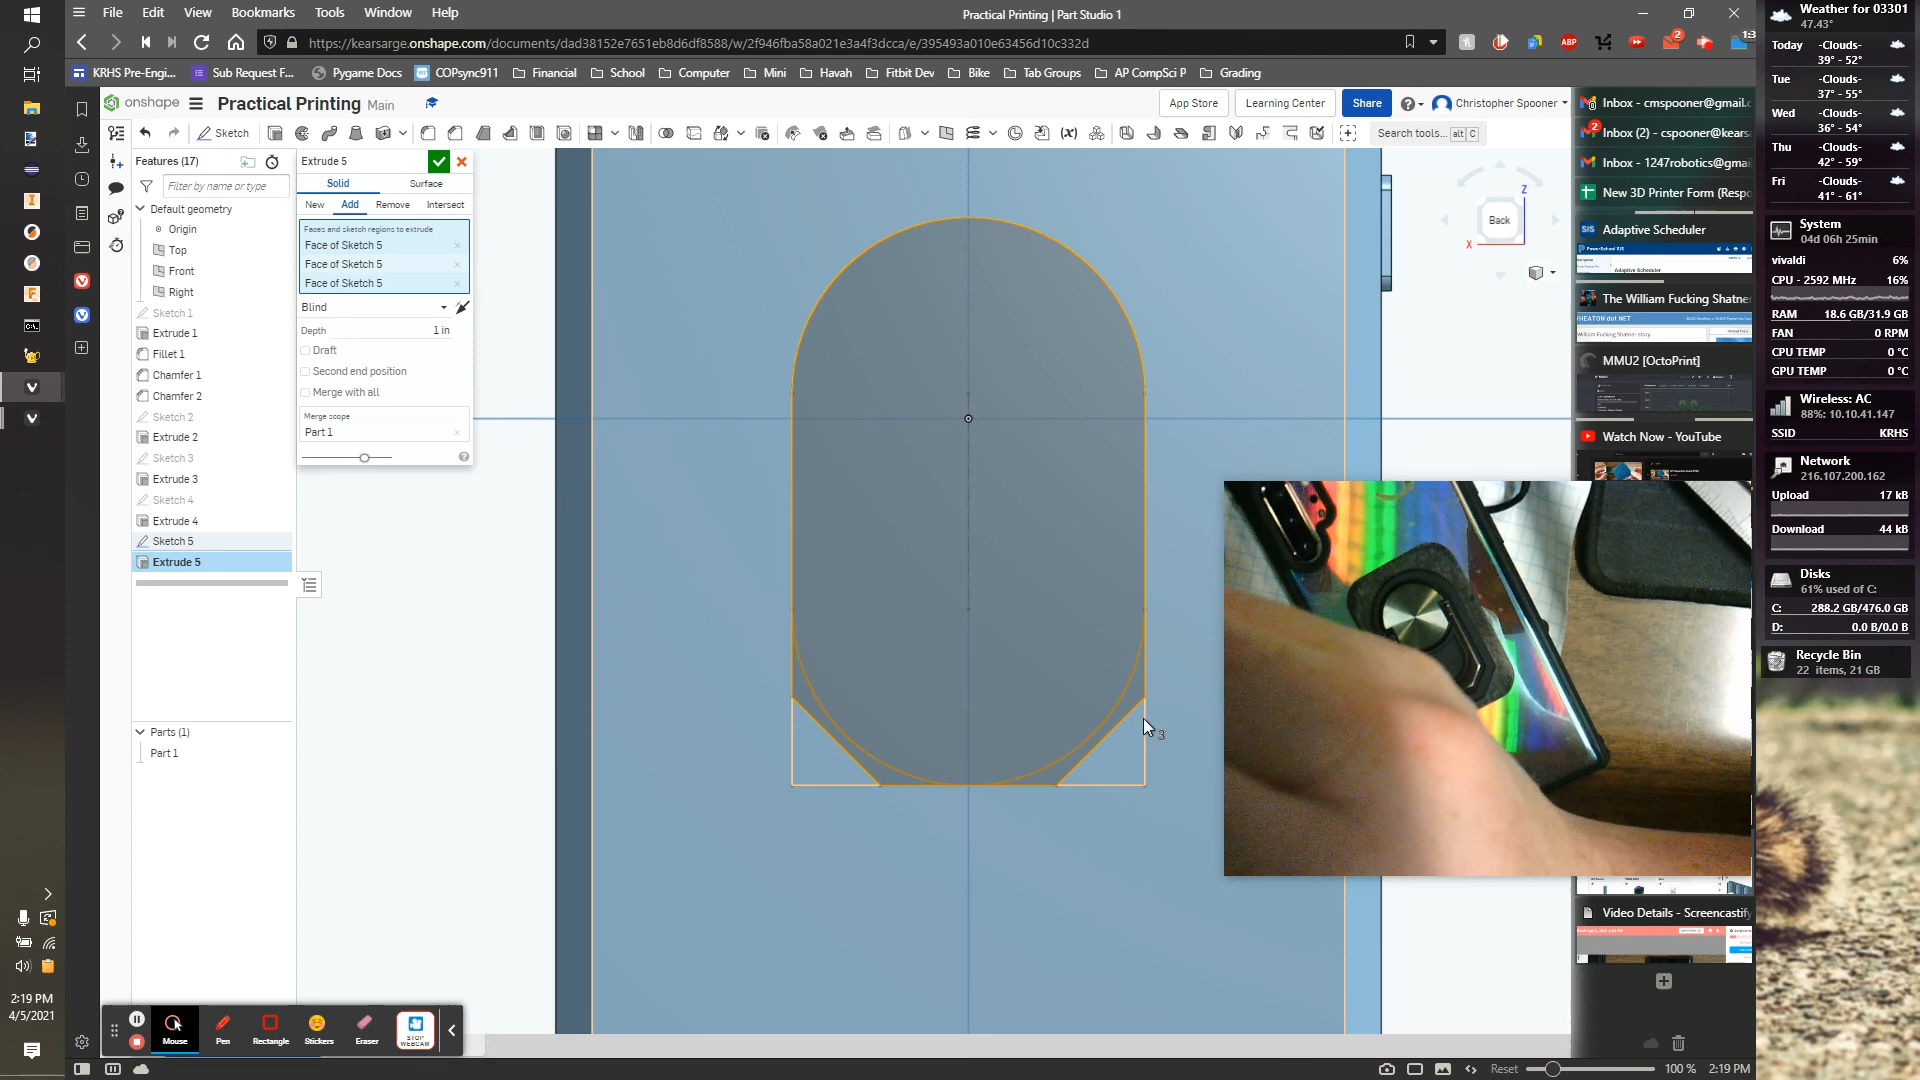 File Edit View Bookmarks Tools Window Help
Practical Printing | Part Studio 1
https://kearsarge.onshape.com/documents/dad38152e7651eb8d6df8588/w/2f946fba58a021e3a4f3dcca/e/395493a010e63456d10c332d
ABP
2
1:3
KRHS Pre-Engi... Sub Request F... Pygame Docs COPsync911 Financial School Computer Mini Havah Fitbit Dev Bike Tab Groups AP CompSci P Grading
onshape Practical Printing Main
App Store Learning Center Share Christopher Spooner
Sketch
Search tools... alt C
Features (17)
Filter by name or type
Default geometry
Origin
Top
Front
Right
Sketch 1
Extrude 1
Fillet 1
Chamfer 1
Chamfer 2
Sketch 2
Extrude 2
Sketch 3
Extrude 3
Sketch 4
Extrude 4
Sketch 5
Extrude 5
Parts (1)
Part 1
Extrude 5
Solid Surface
New Add Remove Intersect
Faces and sketch regions to extrude
Face of Sketch 5
Face of Sketch 5
Face of Sketch 5
Blind
Depth 1 in
Draft
Second end position
Merge with all
Merge scope
Part 1
3
Z
Back
X
Inbox - cmspooner@gmail.c
Inbox (2) - cspooner@kears
Inbox - 1247robotics@gmai
New 3D Printer Form (Respo
Adaptive Scheduler
The William Fucking Shatne
MMU2 [OctoPrint]
Watch Now - YouTube
Video Details - Screencastify
Weather for 03301
47.43°
Today -Clouds-
39° - 52°
Tue -Clouds-
37° - 55°
Wed -Clouds-
36° - 54°
Thu -Clouds-
42° - 59°
Fri -Clouds-
41° - 61°
System
04d 06h 25min
vivaldi 6%
CPU - 2592 MHz 16%
RAM 18.6 GB/31.9 GB
FAN 0 RPM
CPU TEMP 0 °C
GPU TEMP 0 °C
Wireless: AC
88%: 10.10.41.147
SSID KRHS
Network
216.107.200.162
Upload 17 kB
Download 44 kB
Disks
61% used of C:
C: 288.2 GB/476.0 GB
D: 0.0 B/0.0 B
Recycle Bin
22 items, 21 GB
Mouse Pen Rectangle Stickers Eraser STOP WEBCAM
2:19 PM
4/5/2021
Reset 100 % 2:19 PM